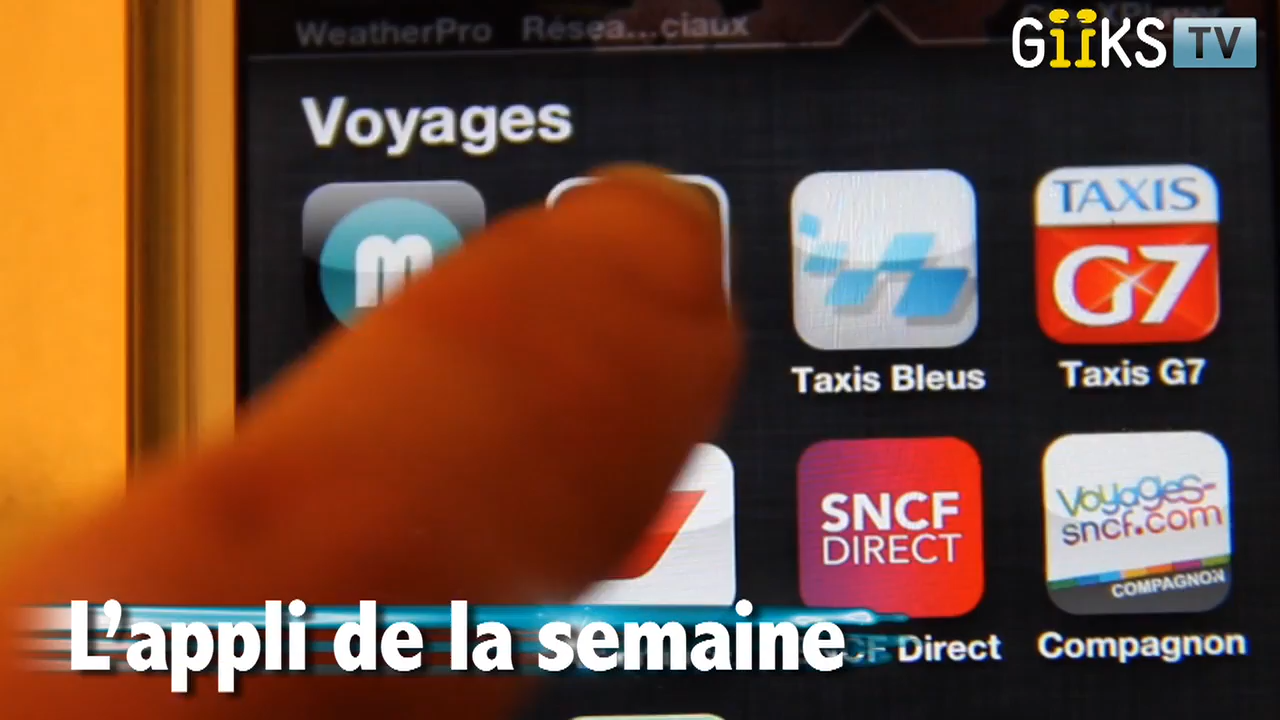 WeatherPro
Résea...ciaux
GiiKS TV
Voyages
m
TAXIS
G7
Taxis Bleus
Taxis G7
SNCF
DIRECT
Voyages-
sncf.com
COMPAGNON
L'appli de la semaine
Direct
Compagnon